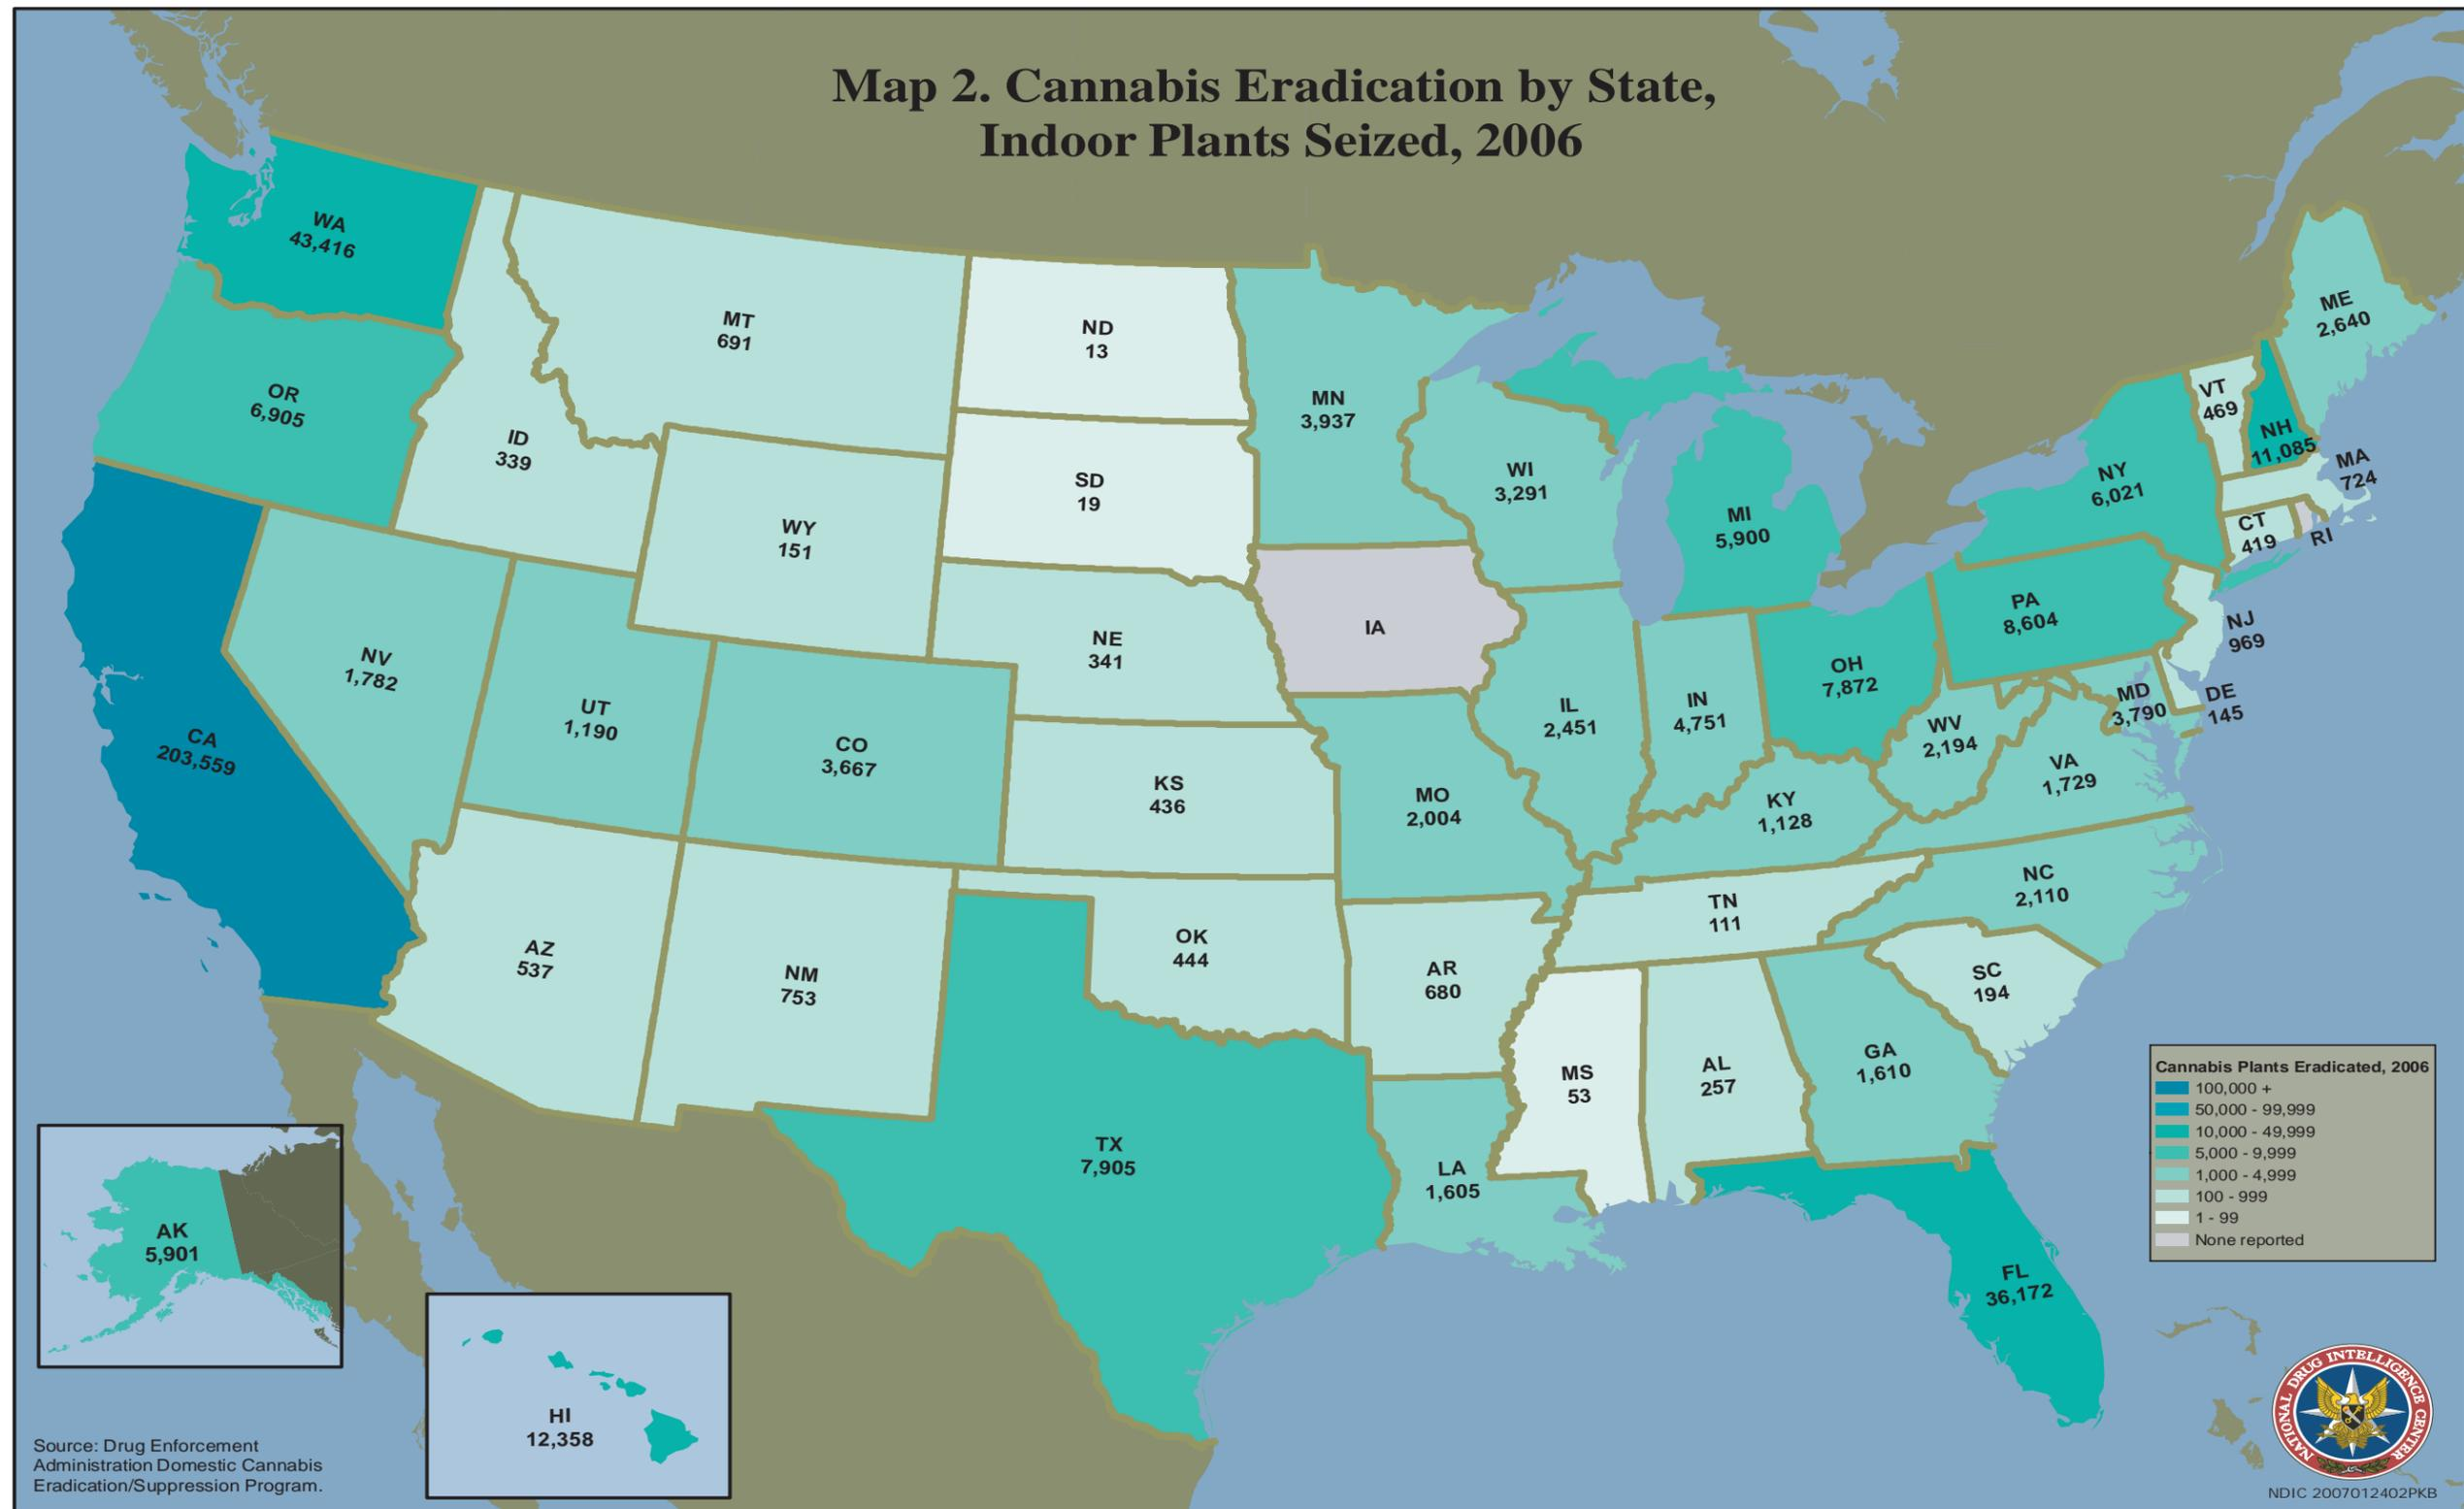 Map 2. Cannabis Eradication by State,
Indoor Plants Seized, 2006
WA
43,416
OR
6,905
CA
203,559
ID
339
NV
1,782
MT
691
WY
151
UT
1,190
CO
3,667
AZ
537
NM
753
ND
13
SD
19
NE
341
KS
436
OK
444
TX
7,905
MN
3,937
IA
MO
2,004
AR
680
LA
1,605
WI
3,291
IL
2,451
MI
5,900
IN
4,751
OH
7,872
KY
1,128
TN
111
MS
53
AL
257
GA
1,610
FL
36,172
SC
194
NC
2,110
VA
1,729
WV
2,194
MD
3,790
DE
145
PA
8,604
NJ
969
NY
6,021
CT
419
RI
MA
724
VT
469
NH
11,085
ME
2,640
AK
5,901
HI
12,358
Cannabis Plants Eradicated, 2006
100,000 +
50,000 - 99,999
10,000 - 49,999
5,000 - 9,999
1,000 - 4,999
100 - 999
1 - 99
None reported
Source: Drug Enforcement
Administration Domestic Cannabis
Eradication/Suppression Program.
NATIONAL DRUG INTELLIGENCE CENTER
NDIC 2007012402PKB